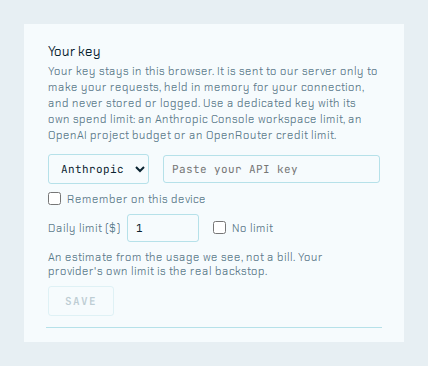 Your key
Your key stays in this browser. It is sent to our server only to
make your requests, held in memory for your connection,
and never stored or logged. Use a dedicated key with its
own spend limit: an Anthropic Console workspace limit, an
OpenAI project budget or an OpenRouter credit limit.
Anthropic Paste your API key
Remember on this device
Daily limit ($) 1 No limit
An estimate from the usage we see, not a bill. Your
provider's own limit is the real backstop.
SAVE